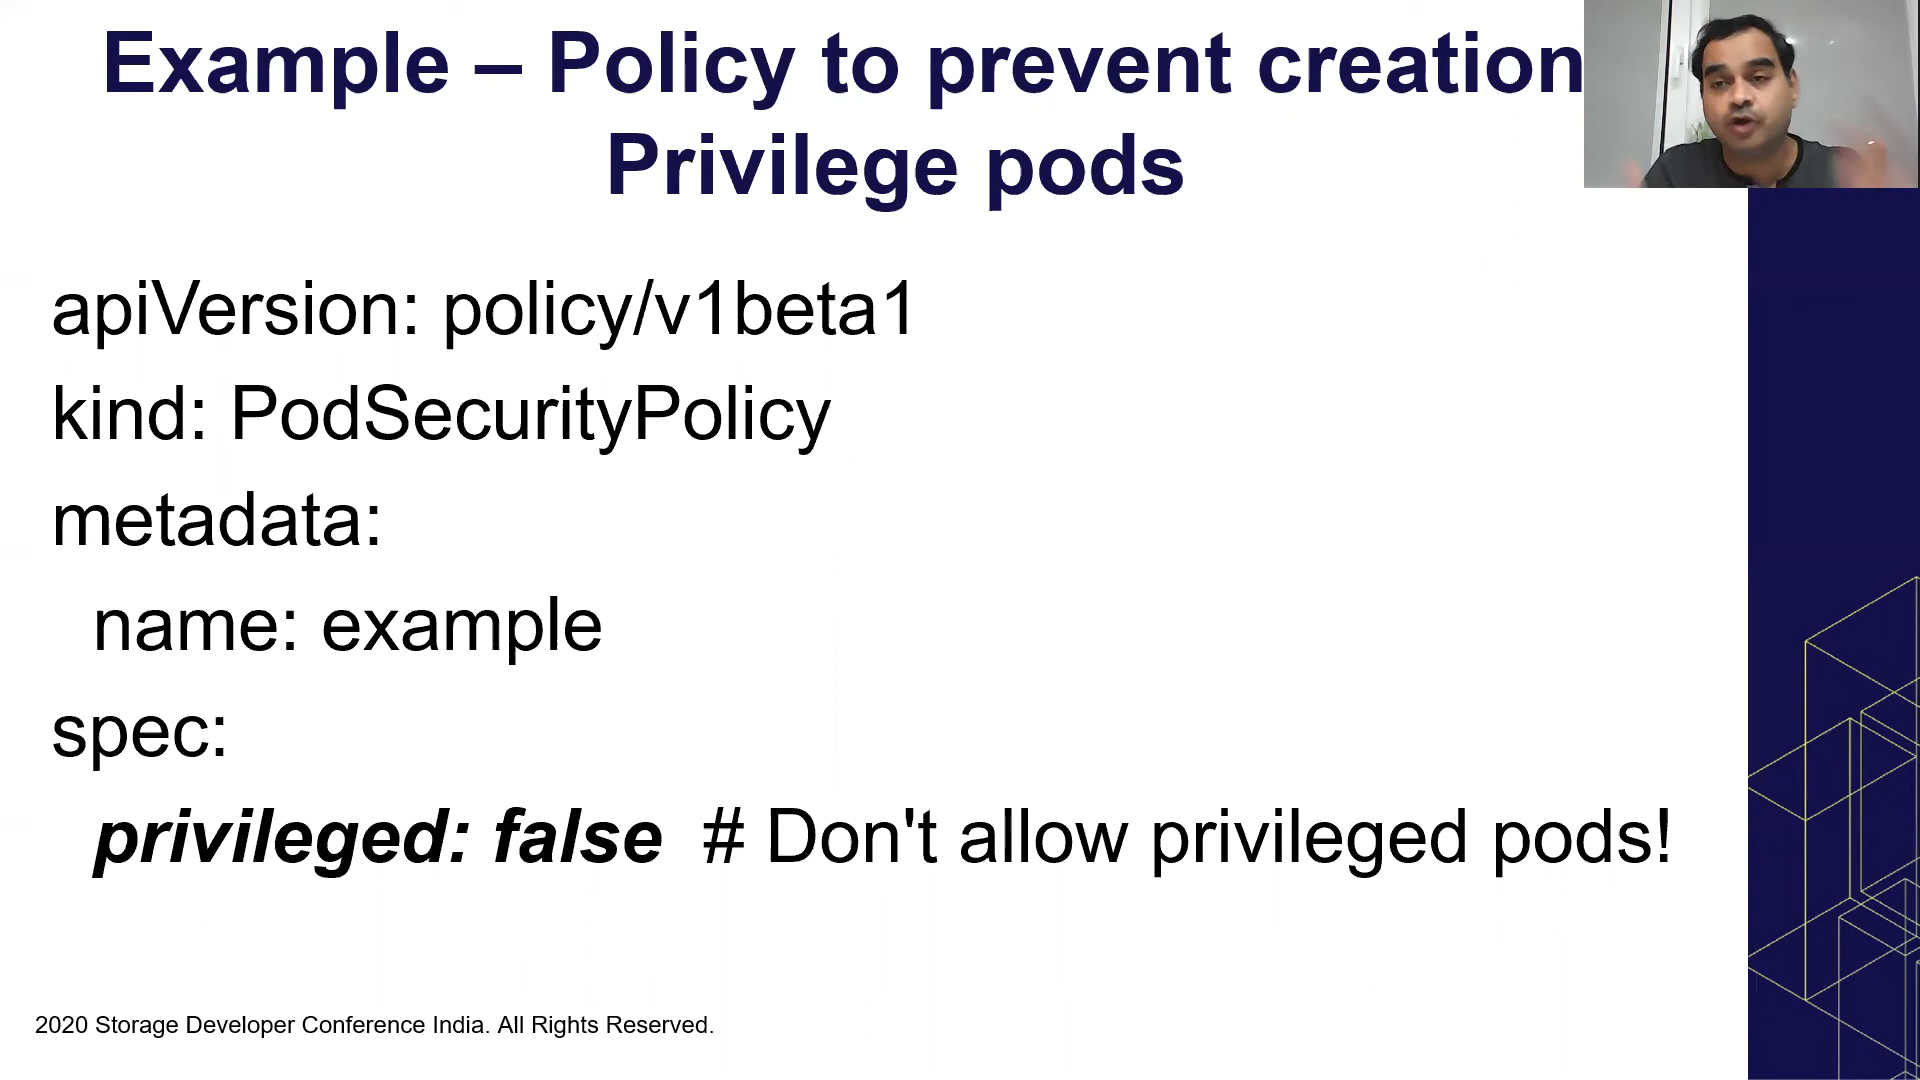 Example – Policy to prevent creation
Privilege pods
apiVersion: policy/v1beta1
kind: PodSecurityPolicy
metadata:
name: example
spec:
privileged: false # Don't allow privileged pods!
2020 Storage Developer Conference India. All Rights Reserved.